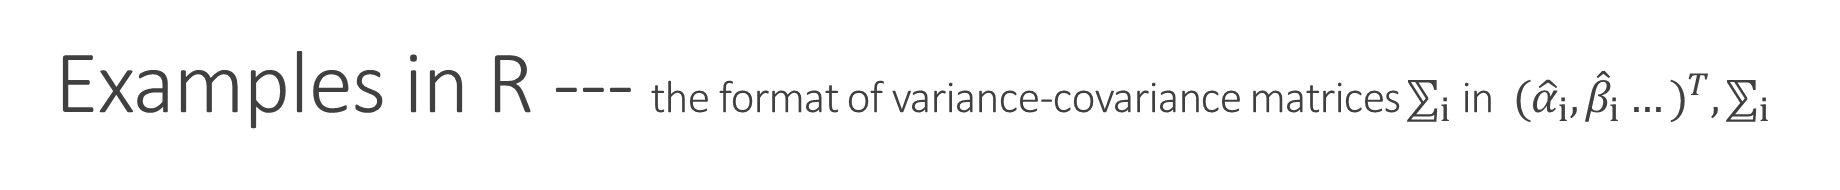 Examples in R --- the format of variance-covariance matrices ∑i in (α̂i, β̂i ... )ᵀ, ∑i